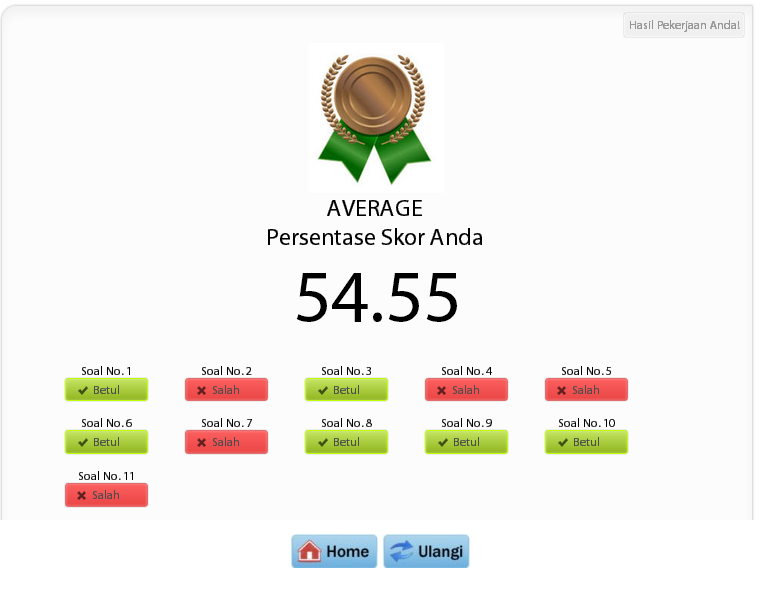 Hasil Pekerjaan Anda!
AVERAGE
Persentase Skor Anda
54.55
Soal No. 1 Soal No. 2 Soal No. 3 Soal No. 4 Soal No. 5
Betul Salah Betul Salah Salah
Soal No. 6 Soal No. 7 Soal No. 8 Soal No. 9 Soal No. 10
Betul Salah Betul Betul Betul
Soal No. 11
Salah
Home Ulangi